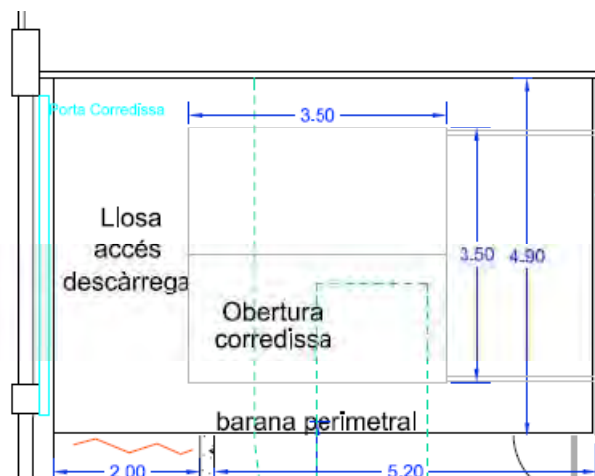 Porta Corredissa
3.50
Llosa
accés
descàrrega
3.50
4.90
Obertura
corredissa
barana perimetral
2.00
5.20